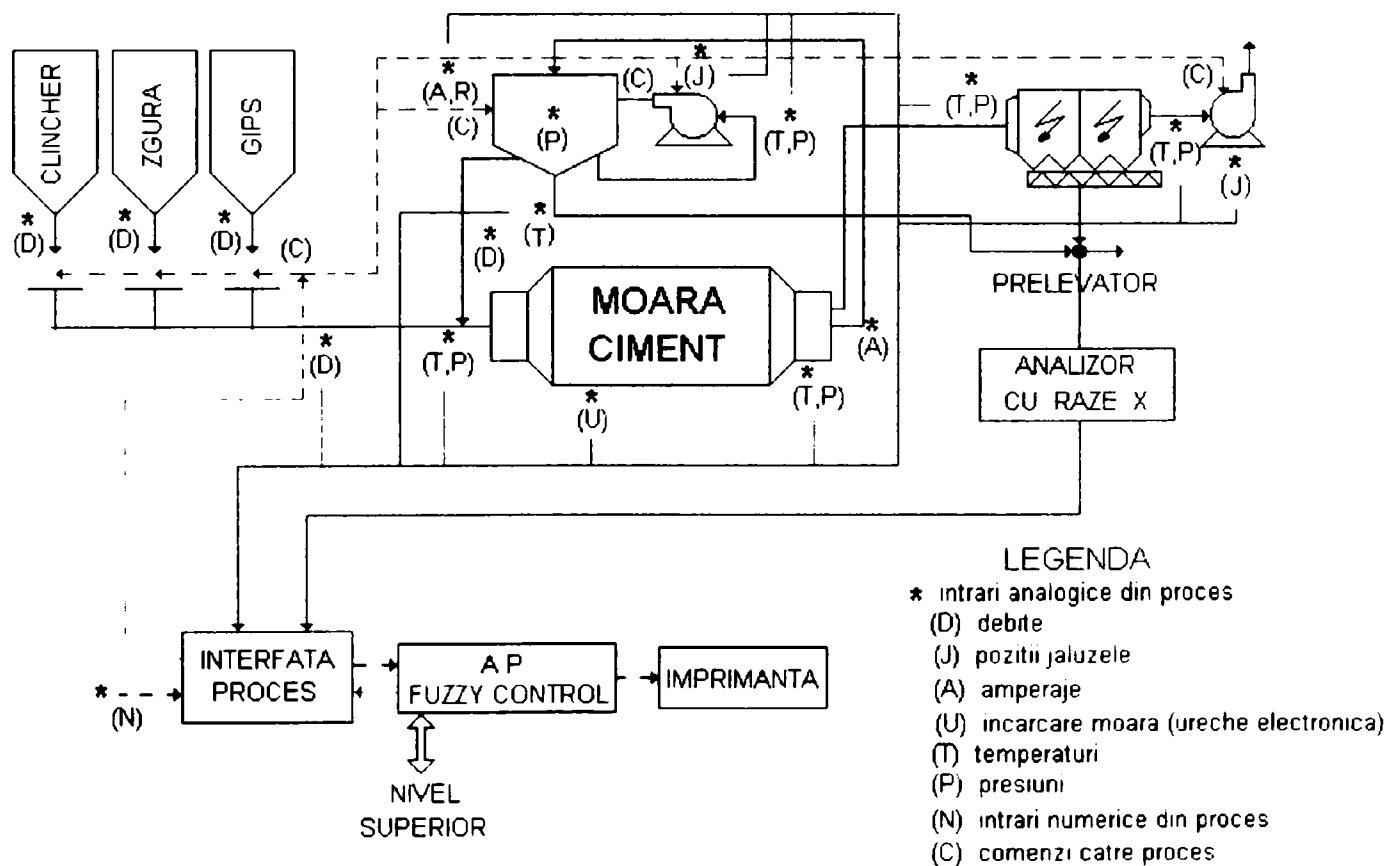 CLINCHER
ZGURA
GIPS
*
(D)
*
(D)
*
(D)
(C)
*
(A,R)
(C)
*
(P)
(C)
*
(J)
*
(T,P)
*
(T,P)
(C)
*
(T,P)
*
(J)
*
(T)
*
(D)
PRELEVATOR
MOARA
CIMENT
*
(D)
*
(T,P)
*
(U)
*
(T,P)
*
(A)
ANALIZOR
CU RAZE X
INTERFATA
PROCES
*
(N)
A P
FUZZY CONTROL
IMPRIMANTA
NIVEL
SUPERIOR
LEGENDA
* intrari analogice din proces
(D) debite
(J) pozitii jaluzele
(A) amperaje
(U) incarcare moara (ureche electronica)
(T) temperaturi
(P) presiuni
(N) intrari numerice din proces
(C) comenzi catre proces